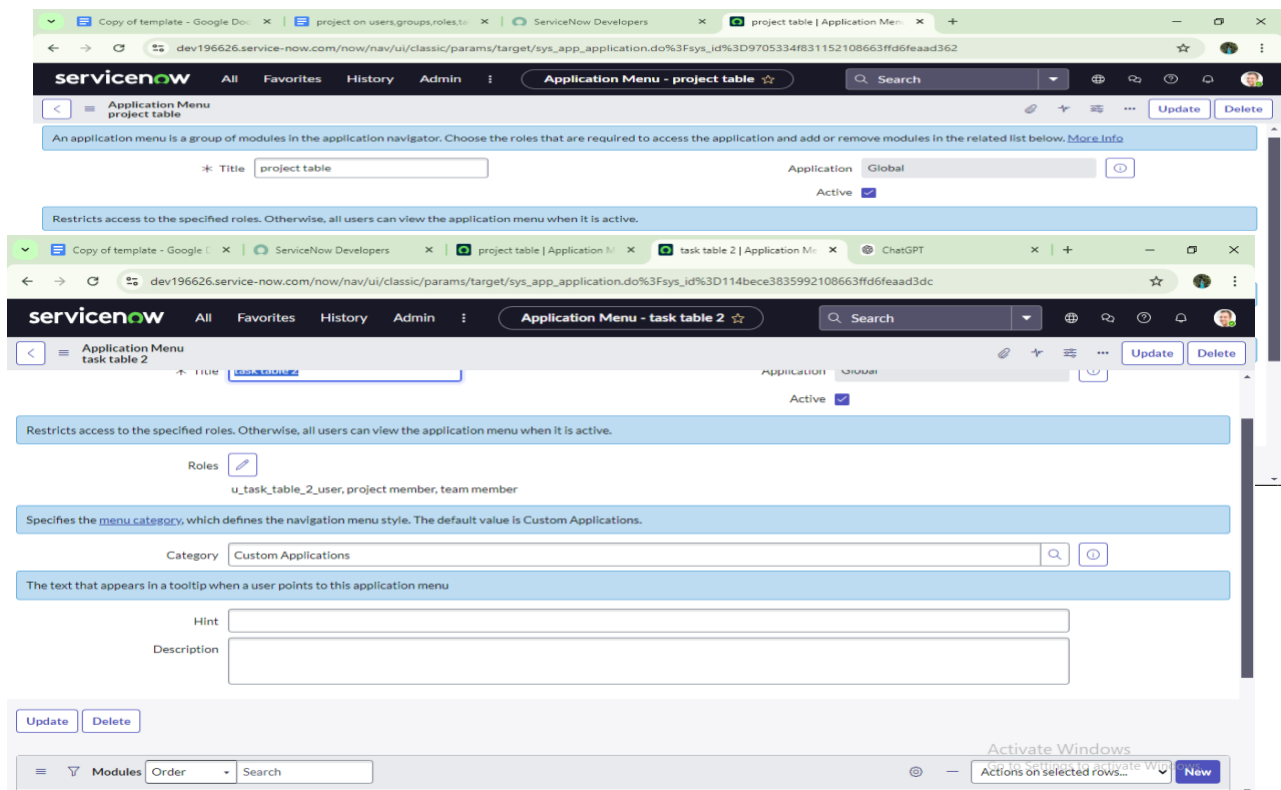 Copy of template - Google Doc
project on users,groups,roles,ta
ServiceNow Developers
project table | Application Men
dev196626.service-now.com/now/nav/ui/classic/params/target/sys_app_application.do%3Fsys_id%3D9705334f831152108663ffd6feaad362
servicenow All Favorites History Admin Application Menu - project table Search
Application Menu
project table
Update Delete
An application menu is a group of modules in the application navigator. Choose the roles that are required to access the application and add or remove modules in the related list below. More Info
Title project table Application Global
Active
Restricts access to the specified roles. Otherwise, all users can view the application menu when it is active.
Copy of template - Google D
ServiceNow Developers
project table | Application M
task table 2 | Application Me
ChatGPT
dev196626.service-now.com/now/nav/ui/classic/params/target/sys_app_application.do%3Fsys_id%3D114bece3835992108663ffd6feaad3dc
servicenow All Favorites History Admin Application Menu - task table 2 Search
Application Menu
task table 2
Update Delete
Title task table 2 Application Global
Active
Restricts access to the specified roles. Otherwise, all users can view the application menu when it is active.
Roles
u_task_table_2_user, project member, team member
Specifies the menu category, which defines the navigation menu style. The default value is Custom Applications.
Category Custom Applications
The text that appears in a tooltip when a user points to this application menu
Hint
Description
Update Delete
Activate Windows
Go to Settings to activate Windows.
Modules Order Search Actions on selected rows... New